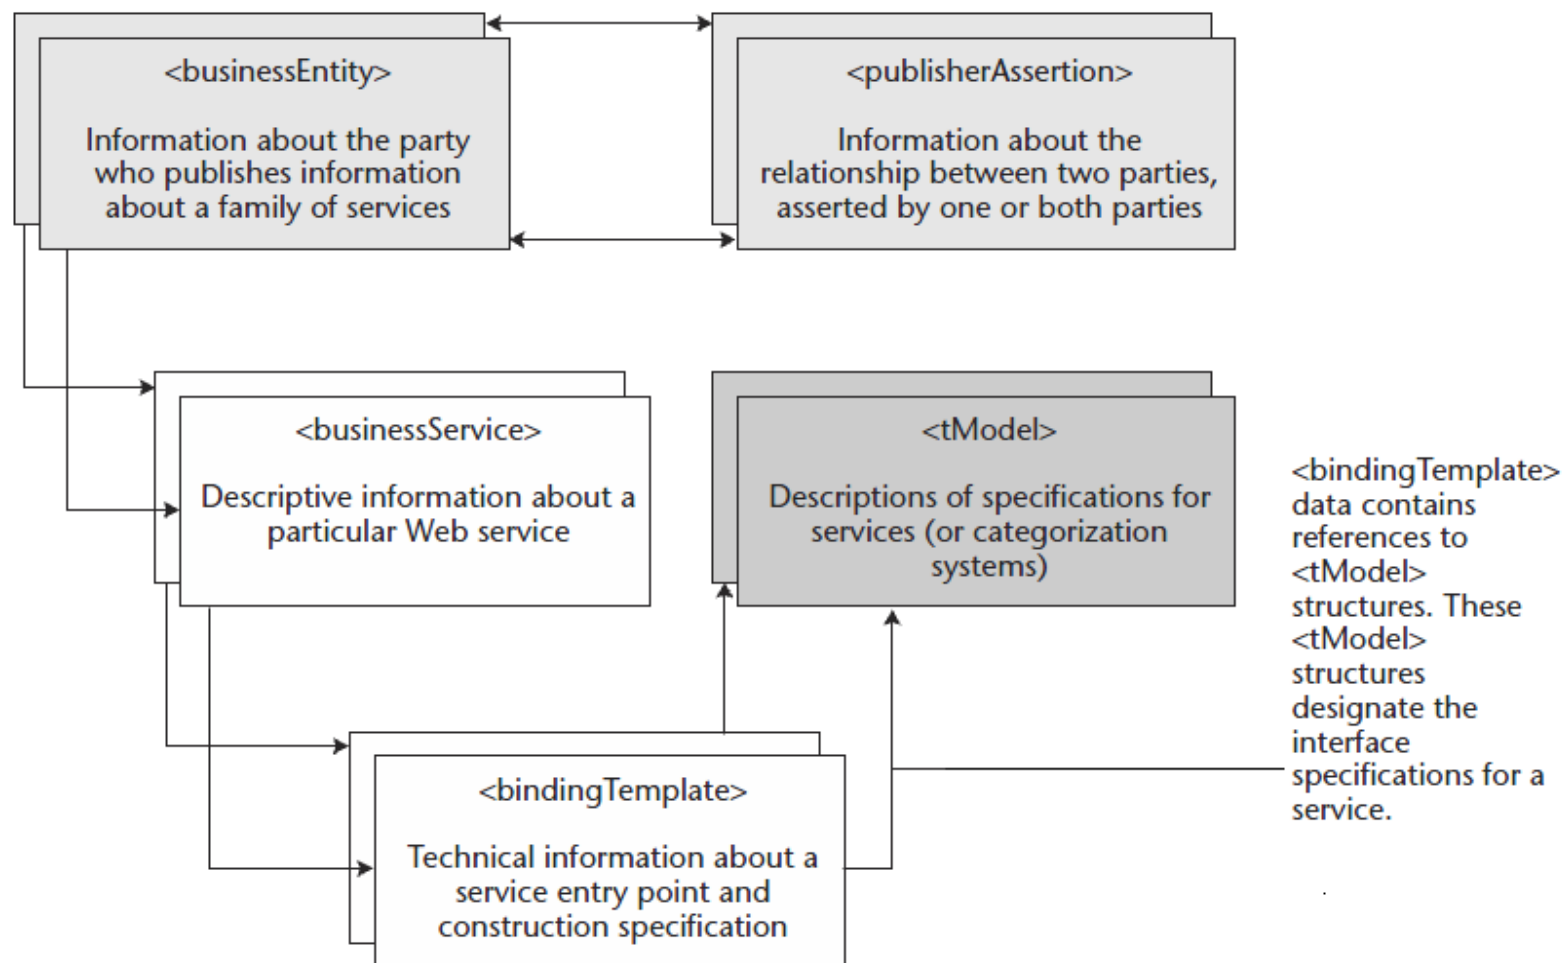 <businessEntity>
Information about the party
who publishes information
about a family of services
<publisherAssertion>
Information about the
relationship between two parties,
asserted by one or both parties
<businessService>
Descriptive information about a
particular Web service
<tModel>
Descriptions of specifications for
services (or categorization
systems)
<bindingTemplate>
data contains
references to
<tModel>
structures. These
<tModel>
structures
designate the
interface
specifications for a
service.
<bindingTemplate>
Technical information about a
service entry point and
construction specification